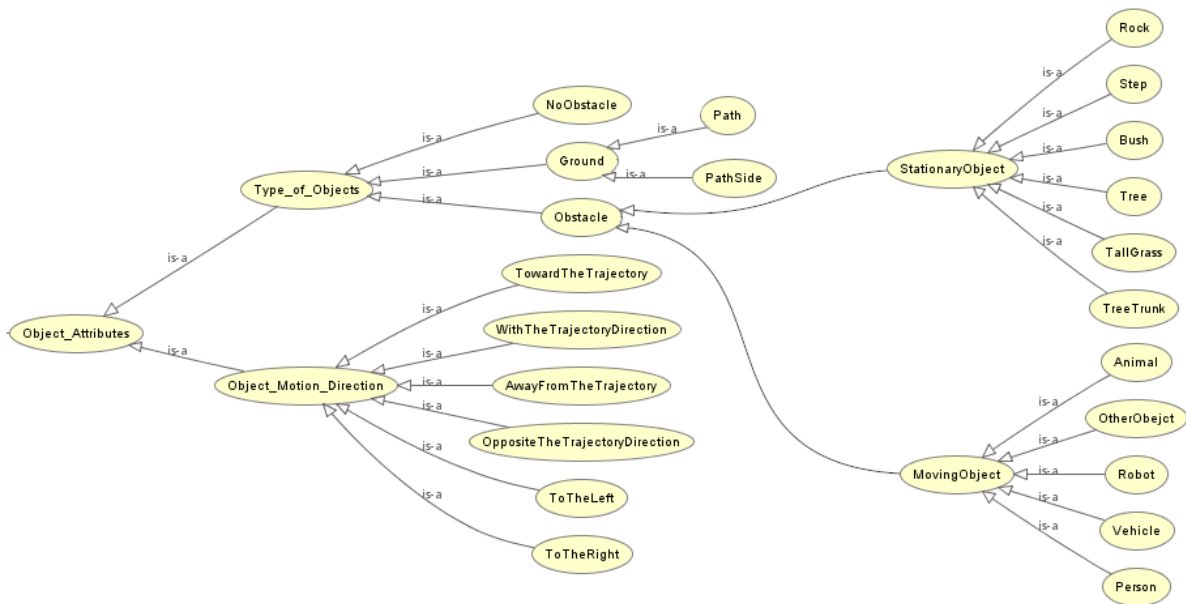 Rock
is-a
Step
is-a
NoObstacle
Path
is-a
is-a
Bush
is-a
Ground
StationaryObject
is-a
PathSide
Type_of_Objects
is-a
is-a
Tree
is-a
Obstacle
is-a
TallGrass
is-a
is-a
TowardTheTrajectory
is-a
TreeTrunk
Object_Attributes
WithTheTrajectoryDirection
is-a
is-a
Animal
is-a
Object_Motion_Direction
is-a
AwayFromTheTrajectory
is-a
OtherObejct
is-a
OppositeTheTrajectoryDirection
is-a
MovingObject
is-a
Robot
is-a
ToTheLeft
is-a
is-a
Vehicle
is-a
ToTheRight
Person